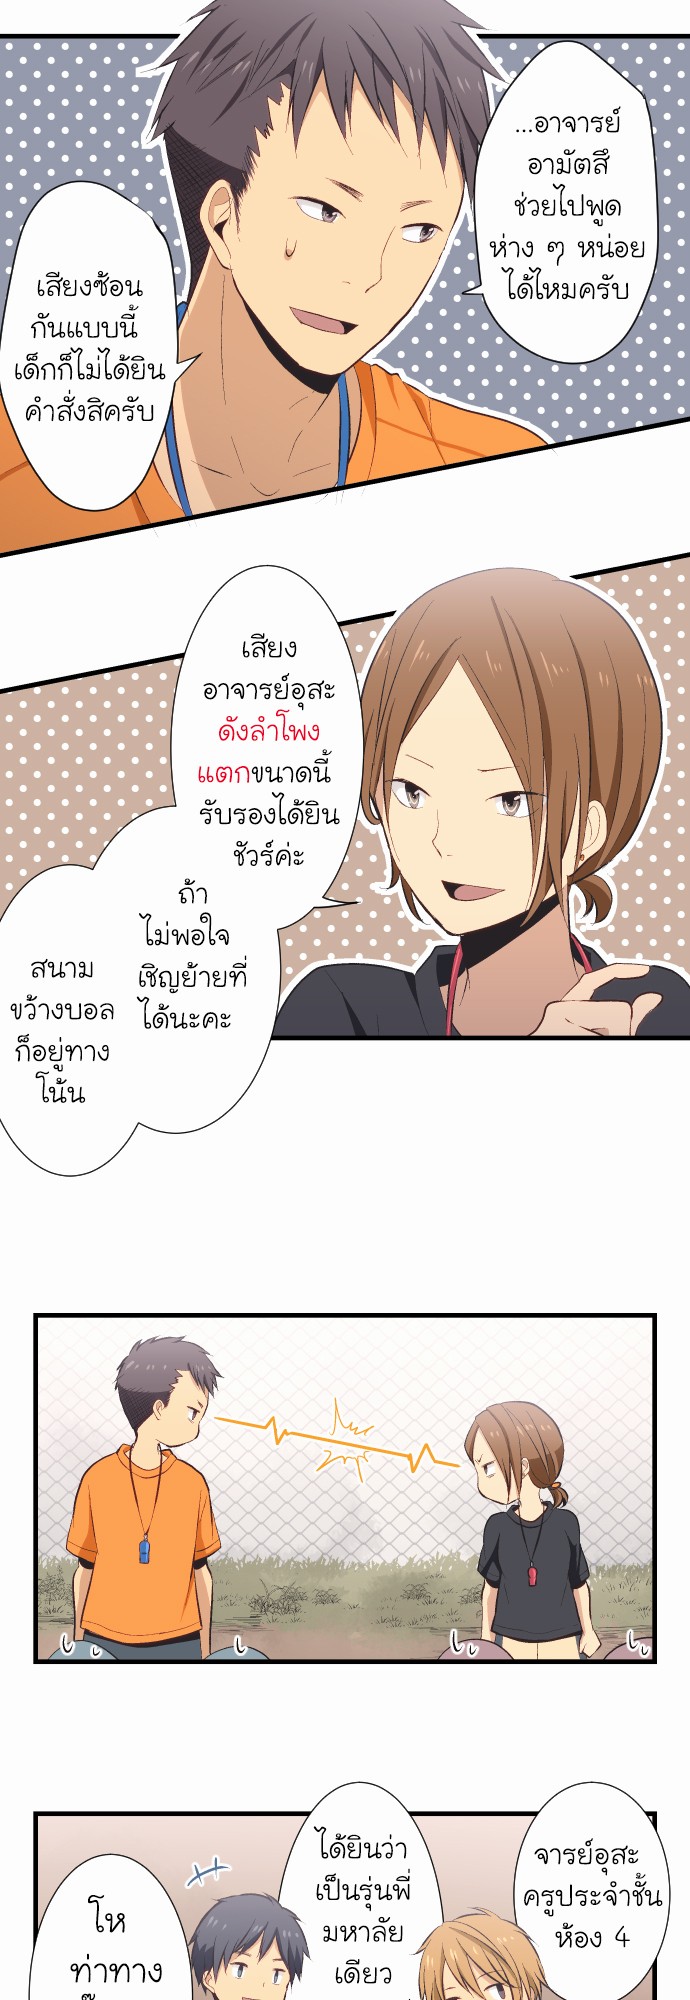 ...อาจารย์
อามัตสึ
ช่วยไปพูด
ห่าง ๆ หน่อย
ได้ไหมครับ
เสียงซ้อน
กันแบบนี้
เด็กก็ไม่ได้ยิน
คำสั่งสิครับ
เสียง
อาจารย์อุสะ
ดังลำโพง
แตกขนาดนี้
รับรองได้ยิน
ชัวร์ค่ะ
ถ้า
ไม่พอใจ
เชิญย้ายที่
ได้นะคะ
สนาม
ขว้างบอล
ก็อยู่ทาง
โน้น
จารย์อุสะ
ครูประจำชั้น
ห้อง 4
ได้ยินว่า
เป็นรุ่นพี่
มหาลัย
เดียว
โห
ท่าทาง